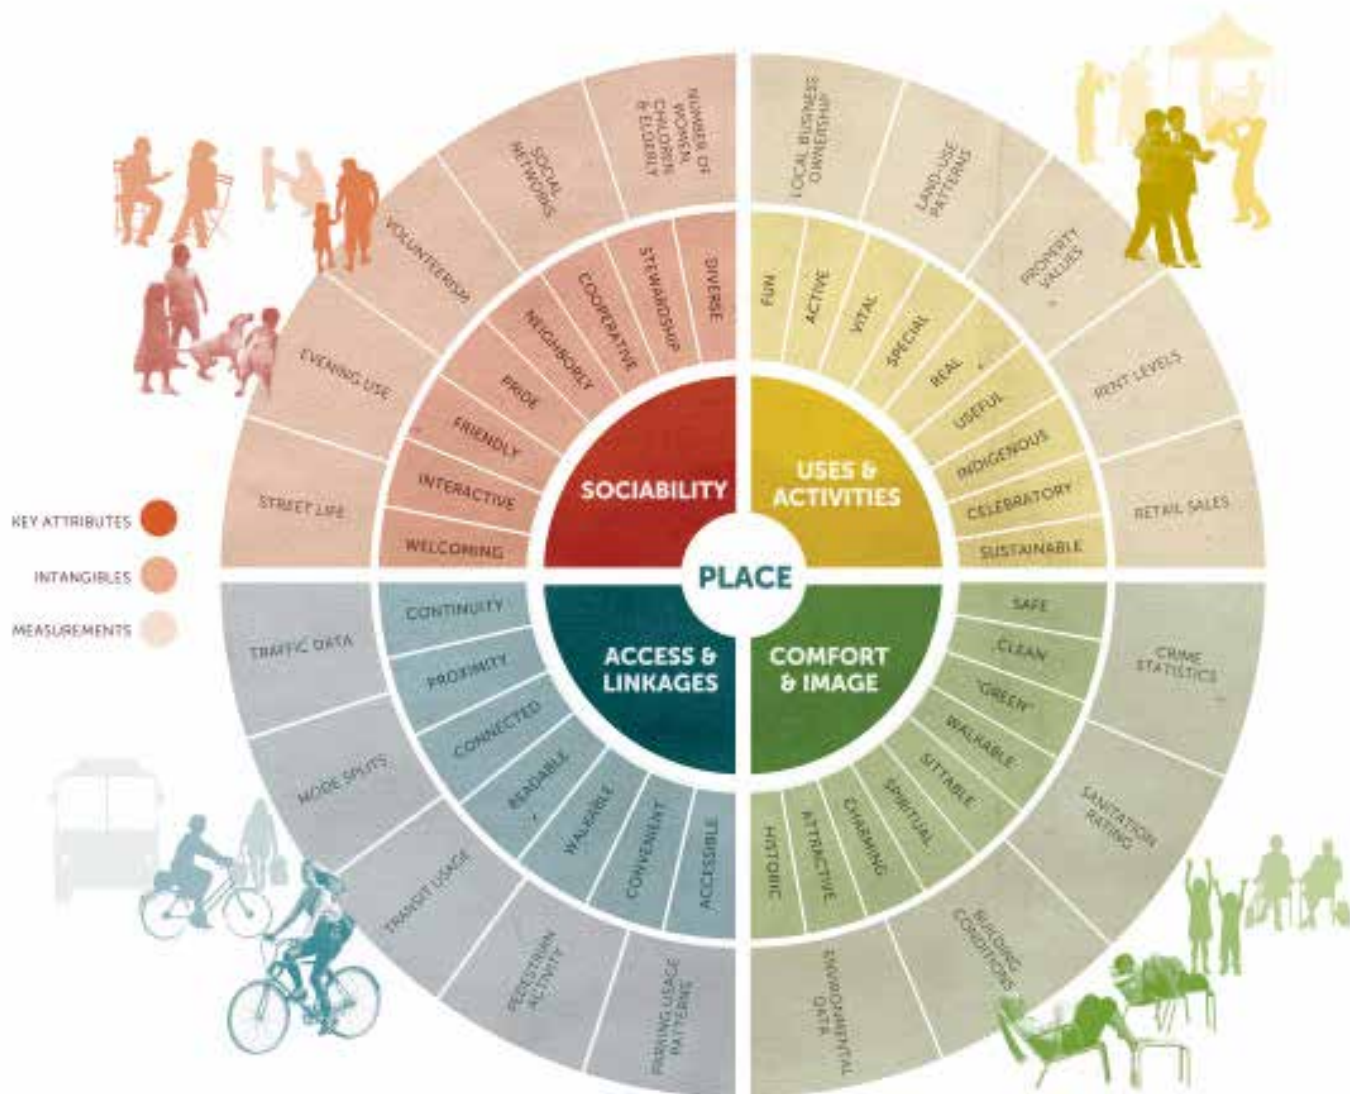 NUMBER OF
WOMEN
CHILDREN
& ELDERLY
SOCIAL
NETWORKS
VOLUNTEERISM
EVENING USE
STREET LIFE
DIVERSE
STEWARDSHIP
COOPERATIVE
NEIGHBORLY
PRIDE
FRIENDLY
INTERACTIVE
WELCOMING
SOCIABILITY
LOCAL BUSINESS
OWNERSHIP
LAND-USE
PATTERNS
PROPERTY
VALUES
RENT LEVELS
RETAIL SALES
FUN
ACTIVE
VITAL
SPECIAL
REAL
USEFUL
INDIGENOUS
CELEBRATORY
SUSTAINABLE
USES &
ACTIVITIES
PLACE
KEY ATTRIBUTES
INTANGIBLES
MEASUREMENTS
ACCESS &
LINKAGES
CONTINUITY
PROXIMITY
CONNECTED
READABLE
WALKABLE
CONVENIENT
ACCESSIBLE
TRAFFIC DATA
MODE SPLITS
TRANSIT USAGE
PEDESTRIAN
ACTIVITY
PARKING USAGE
PATTERNS
COMFORT
& IMAGE
SAFE
CLEAN
"GREEN"
WALKABLE
SITTABLE
SPIRITUAL
CHARMING
ATTRACTIVE
HISTORIC
CRIME
STATISTICS
SANITATION
RATING
BUILDING
CONDITIONS
ENVIRONMENTAL
DATA